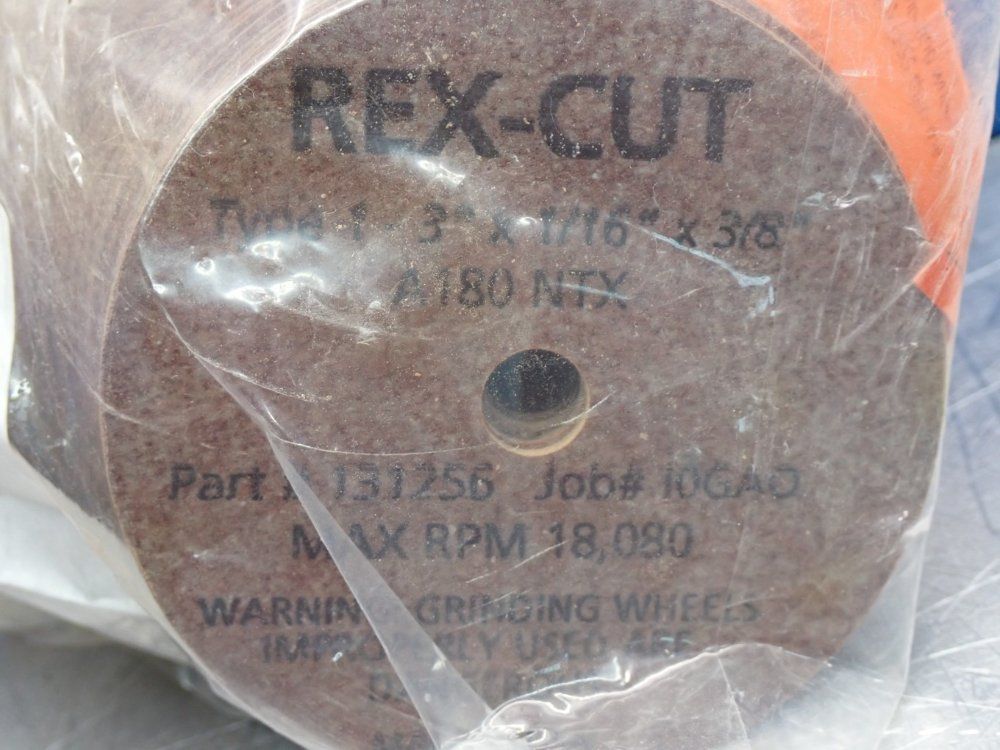 REX-CUT
Type 1 - 3" x 1/16" x 3/8"
A180 NTX
Part # 131256 Job#
MAX RPM 18,080
WARNING GRINDING WHEELS
IMPROPERLY USED ARE